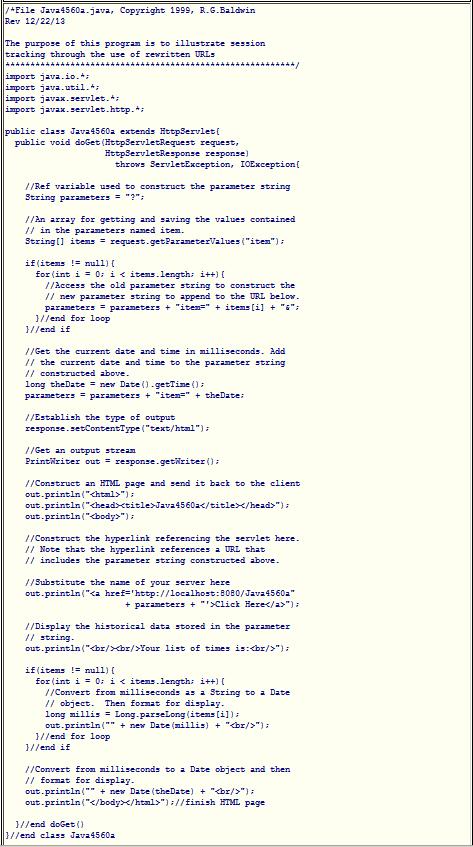 /*File Java4560a.java, Copyright 1999, R.G.Baldwin
Rev 12/22/13

The purpose of this program is to illustrate session
tracking through the use of rewritten URLs
**********************************************************/
import java.io.*;
import java.util.*;
import javax.servlet.*;
import javax.servlet.http.*;

public class Java4560a extends HttpServlet{
  public void doGet(HttpServletRequest request,
                    HttpServletResponse response)
                      throws ServletException, IOException{

    //Ref variable used to construct the parameter string
    String parameters = "?";

    //An array for getting and saving the values contained
    // in the parameters named item.
    String[] items = request.getParameterValues("item");

    if(items != null){
      for(int i = 0; i < items.length; i++){
        //Access the old parameter string to construct the
        // new parameter string to append to the URL below.
        parameters = parameters + "item=" + items[i] + "&";
      }//end for loop
    }//end if

    //Get the current date and time in milliseconds. Add
    // the current date and time to the parameter string
    // constructed above.
    long theDate = new Date().getTime();
    parameters = parameters + "item=" + theDate;

    //Establish the type of output
    response.setContentType("text/html");

    //Get an output stream
    PrintWriter out = response.getWriter();

    //Construct an HTML page and send it back to the client
    out.println("<html>");
    out.println("<head><title>Java4560a</title></head>");
    out.println("<body>");

    //Construct the hyperlink referencing the servlet here.
    // Note that the hyperlink references a URL that
    // includes the parameter string constructed above.

    //Substitute the name of your server here
    out.println("<a href='http://localhost:8080/Java4560a"
                        + parameters + "'>Click Here</a>");

    //Display the historical data stored in the parameter
    // string.
    out.println("<br/><br/>Your list of times is:<br/>");

    if(items != null){
      for(int i = 0; i < items.length; i++){
        //Convert from milliseconds as a String to a Date
        // object.  Then format for display.
        long millis = Long.parseLong(items[i]);
        out.println("" + new Date(millis) + "<br/>");
      }//end for loop
    }//end if

    //Convert from milliseconds to a Date object and then
    // format for display.
    out.println("" + new Date(theDate) + "<br/>");
    out.println("</body></html>");//finish HTML page

  }//end doGet()
}//end class Java4560a